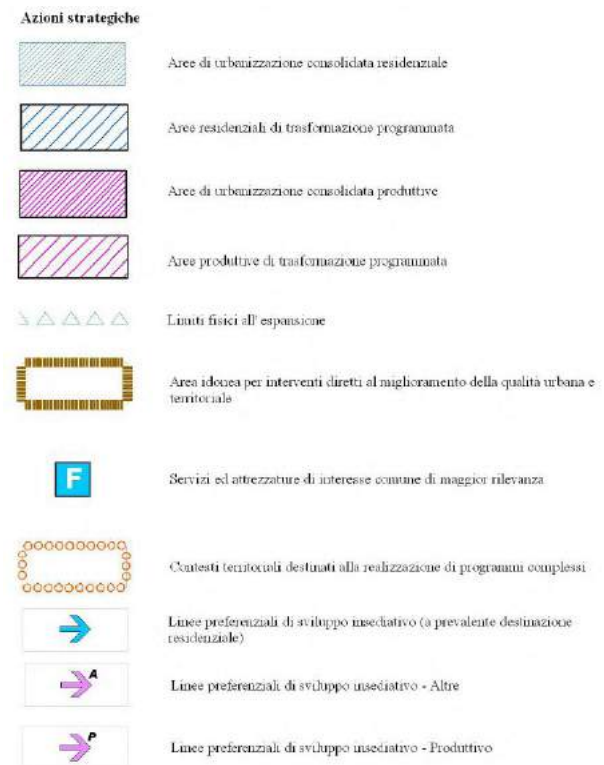 Azioni strategiche
Aree di urbanizzazione consolidata residenziale
Aree residenziali di trasformazione programmata
Aree di urbanizzazione consolidata produttive
Aree produttive di trasformazione programmata
Limiti fisici all' espansione
Area idonea per interventi diretti al miglioramento della qualità urbana e
territoriale
F
Servizi ed attrezzature di interesse comune di maggior rilevanza
Contesti territoriali destinati alla realizzazione di programmi complessi
Linee preferenziali di sviluppo insediativo (a prevalente destinazione
residenziale)
A
Linee preferenziali di sviluppo insediativo - Altre
P
Linee preferenziali di sviluppo insediativo - Produttivo